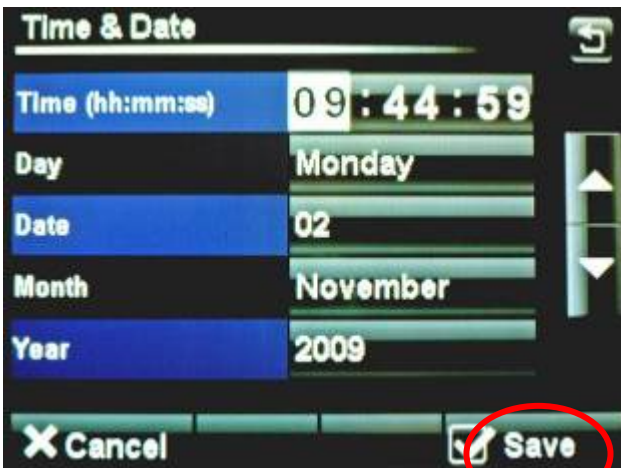 Time & Date
Time (hh:mm:ss) 09:44:59
Day Monday
Date 02
Month November
Year 2009
Cancel Save